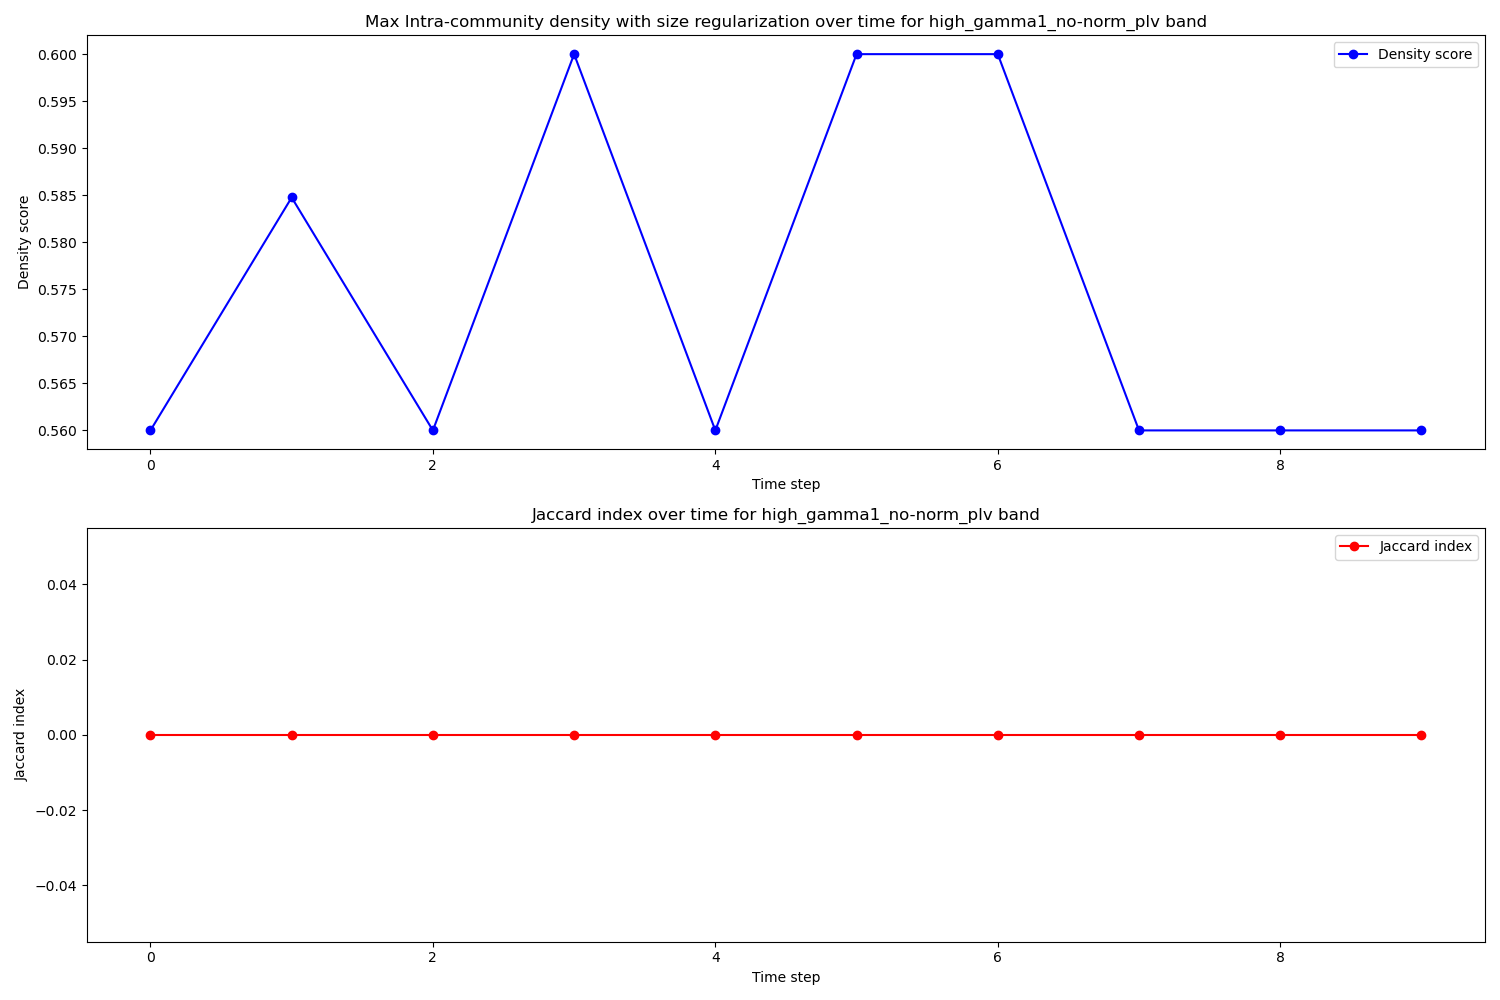 Max Intra-community density with size regularization over time for high_gamma1_no-norm_plv band
Density score
0.600
0.595
0.590
0.585
0.580
0.575
0.570
0.565
0.560
Density score
0 2 4 6 8
Time step
Jaccard index over time for high_gamma1_no-norm_plv band
Jaccard index
0.04
0.02
0.00
−0.02
−0.04
Jaccard index
0 2 4 6 8
Time step